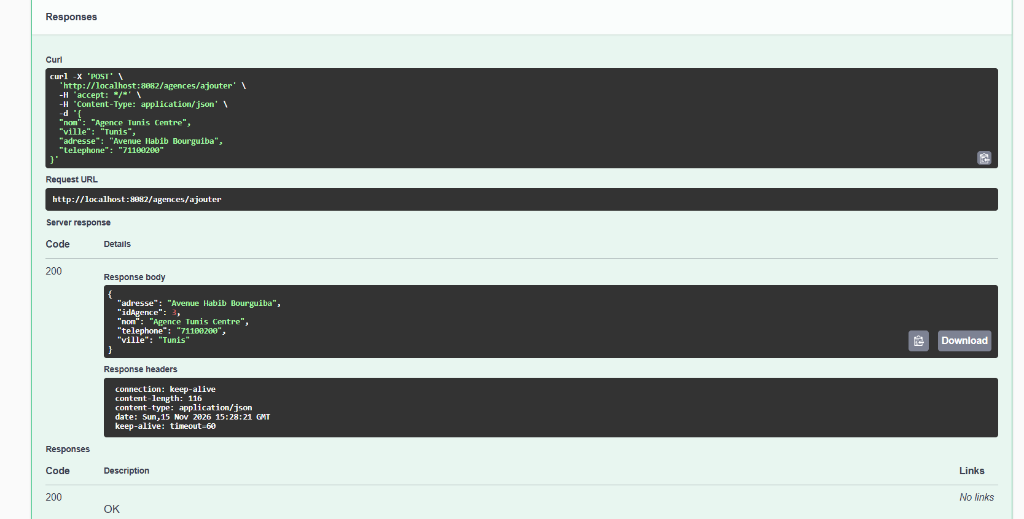 Responses
Curl
curl -X 'POST' \
'http://localhost:8082/agences/ajouter' \
-H 'accept: */*' \
-H 'Content-Type: application/json' \
-d '{
"nom": "Agence Tunis Centre",
"ville": "Tunis",
"adresse": "Avenue Habib Bourguiba",
"telephone": "71100200"
}'
Request URL
http://localhost:8082/agences/ajouter
Server response
Code Details
200
Response body
{
"adresse": "Avenue Habib Bourguiba",
"idAgence": 3,
"nom": "Agence Tunis Centre",
"telephone": "71100200",
"ville": "Tunis"
}
Download
Response headers
connection: keep-alive
content-length: 116
content-type: application/json
date: Sun,15 Nov 2026 15:28:21 GMT
keep-alive: timeout=60
Responses
Code Description Links
200 No links
OK